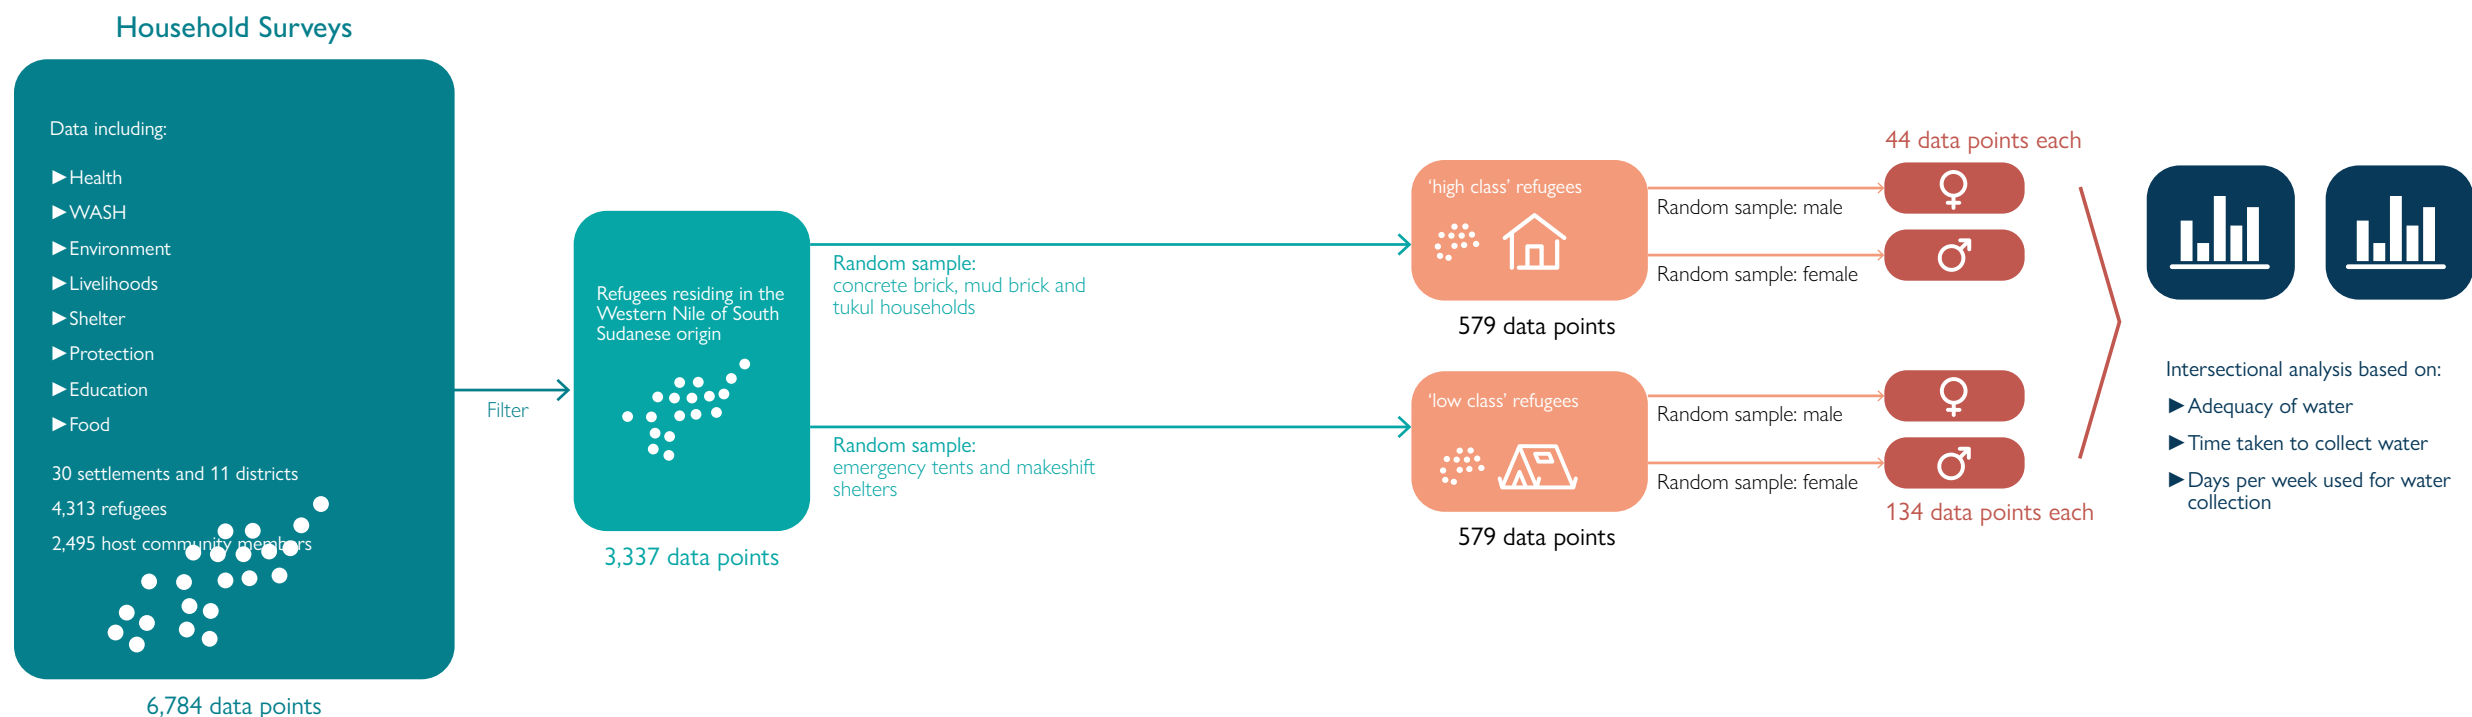 Household Surveys
Data including:
►Health
►WASH
►Environment
►Livelihoods
►Shelter
►Protection
►Education
►Food
30 settlements and 11 districts
4,313 refugees
2,495 host community members
6,784 data points
Filter
Refugees residing in the
Western Nile of South
Sudanese origin
3,337 data points
Random sample:
concrete brick, mud brick and
tukul households
Random sample:
emergency tents and makeshift
shelters
‘high class’ refugees
579 data points
‘low class’ refugees
579 data points
Random sample: male
Random sample: female
Random sample: male
Random sample: female
44 data points each
134 data points each
Intersectional analysis based on:
►Adequacy of water
►Time taken to collect water
►Days per week used for water
collection